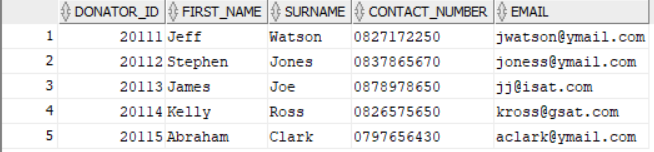 DONATOR_ID FIRST_NAME SURNAME CONTACT_NUMBER EMAIL
1 20111 Jeff Watson 0827172250 jwatson@ymail.com
2 20112 Stephen Jones 0837865670 joness@ymail.com
3 20113 James Joe 0878978650 jj@isat.com
4 20114 Kelly Ross 0826575650 kross@gsat.com
5 20115 Abraham Clark 0797656430 aclark@ymail.com